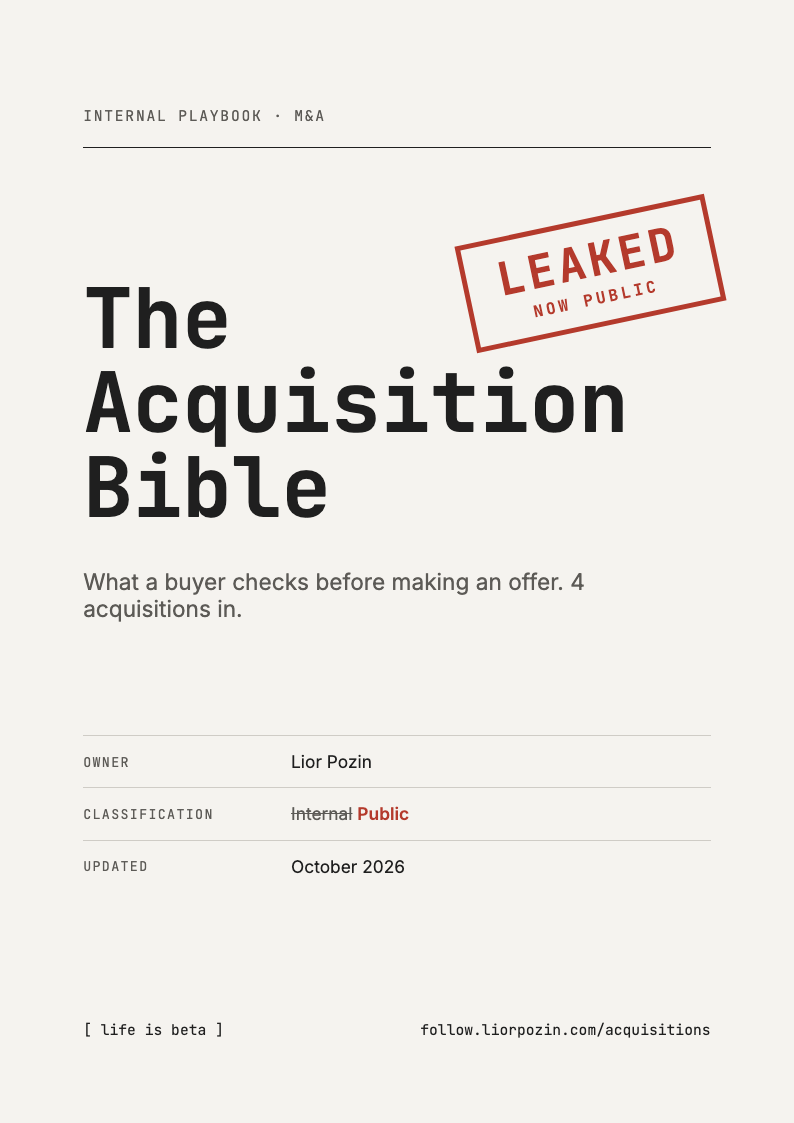 INTERNAL PLAYBOOK · M&A
LEAKED
NOW PUBLIC
The
Acquisition
Bible
What a buyer checks before making an offer. 4
acquisitions in.
OWNER Lior Pozin
CLASSIFICATION Internal Public
UPDATED October 2026
[ life is beta ] follow.liorpozin.com/acquisitions